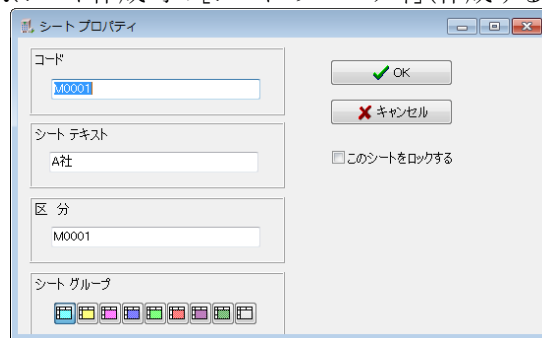 シート プロパティ
コード
M0001
シート テキスト
A社
区 分
M0001
シート グループ
OK
キャンセル
このシートをロックする